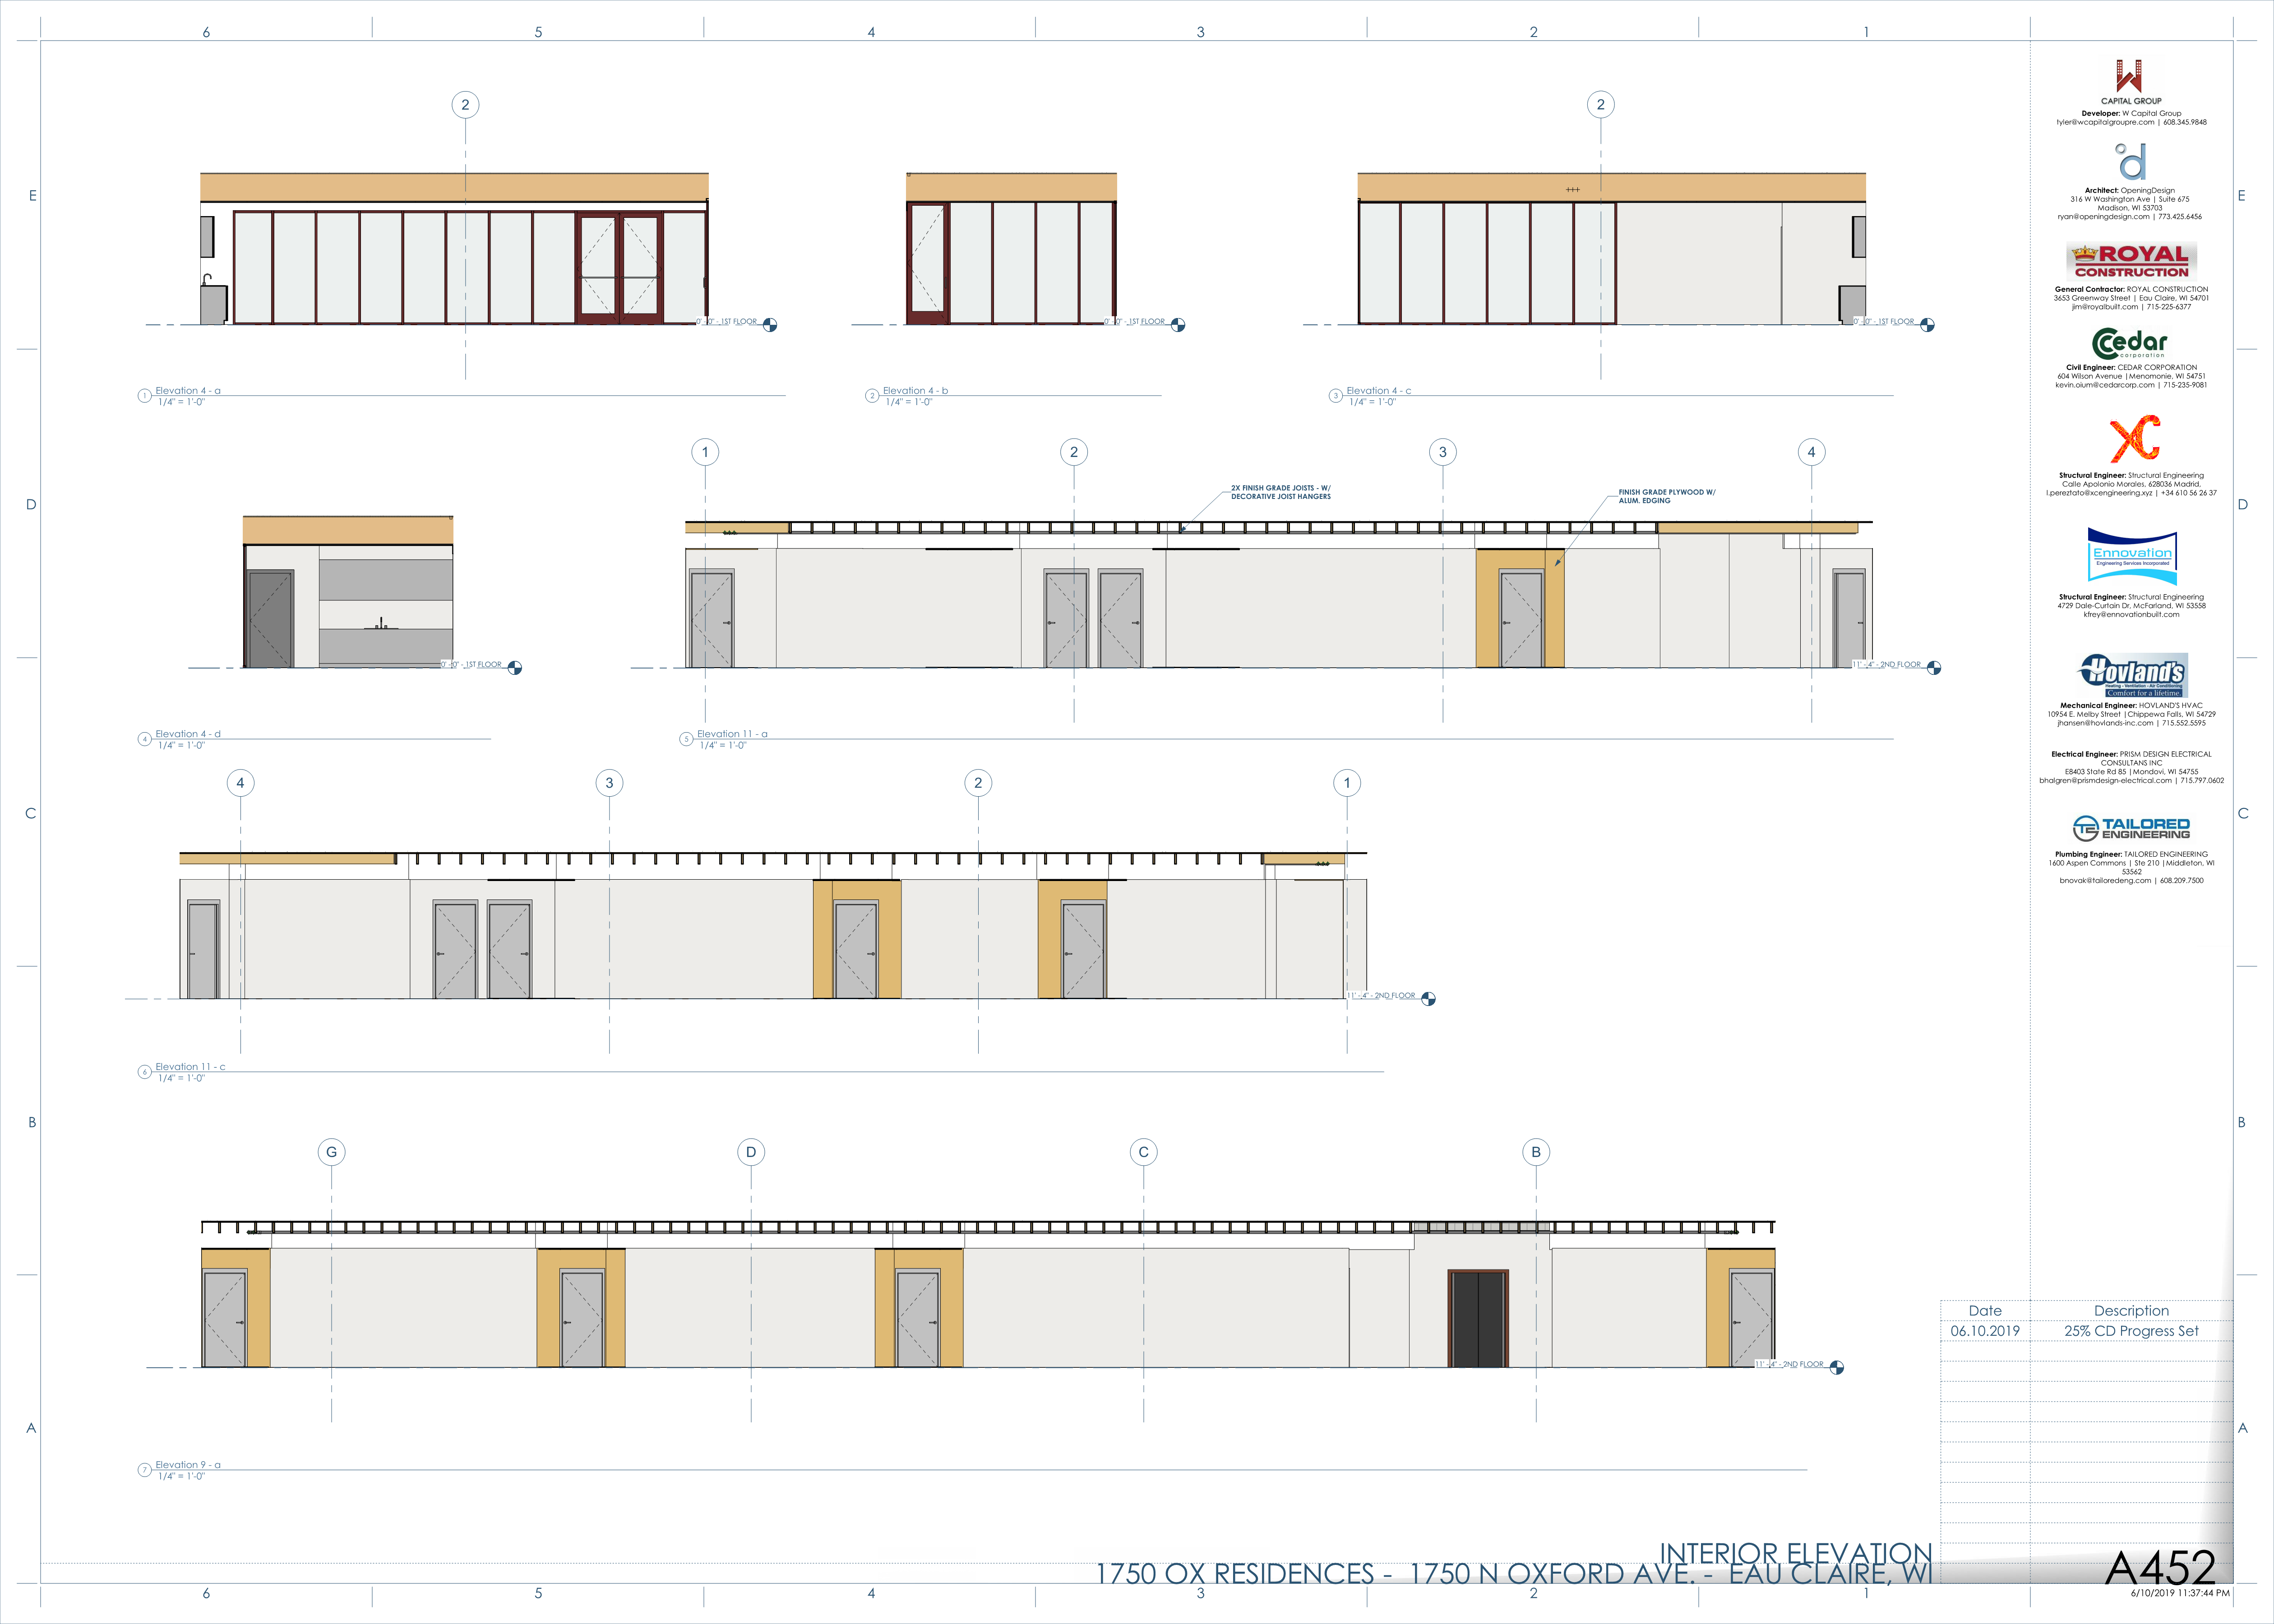 6 5 4 3 2 1
E
D
C
B
A
2
0' - 0" - 1ST FLOOR
1 Elevation 4 - a
1/4" = 1'-0"
0' - 0" - 1ST FLOOR
2 Elevation 4 - b
1/4" = 1'-0"
2
0' - 0" - 1ST FLOOR
3 Elevation 4 - c
1/4" = 1'-0"
0' - 0" - 1ST FLOOR
4 Elevation 4 - d
1/4" = 1'-0"
1 2 3 4
2X FINISH GRADE JOISTS - W/
DECORATIVE JOIST HANGERS
FINISH GRADE PLYWOOD W/
ALUM. EDGING
11' - 4" - 2ND FLOOR
5 Elevation 11 - a
1/4" = 1'-0"
4 3 2 1
11' - 4" - 2ND FLOOR
6 Elevation 11 - c
1/4" = 1'-0"
G D C B
11' - 4" - 2ND FLOOR
7 Elevation 9 - a
1/4" = 1'-0"
6 5 4 3 2 1
E
D
C
B
A
CAPITAL GROUP
Developer: W Capital Group
tyler@wcapitalgroupre.com | 608.345.9848
d
Architect: OpeningDesign
316 W Washington Ave | Suite 675
Madison, WI 53703
ryan@openingdesign.com | 773.425.6456
ROYAL
CONSTRUCTION
General Contractor: ROYAL CONSTRUCTION
3653 Greenway Street | Eau Claire, WI 54701
jim@royalbuilt.com | 715-225-6377
Cedar
corporation
Civil Engineer: CEDAR CORPORATION
604 Wilson Avenue |Menomonie, WI 54751
kevin.oium@cedarcorp.com | 715-235-9081
XC
Structural Engineer: Structural Engineering
Calle Apolonio Morales, 628036 Madrid,
l.pereztato@xcengineering.xyz | +34 610 56 26 37
Ennovation
Engineering Services Incorporated
Structural Engineer: Structural Engineering
4729 Dale-Curtain Dr, McFarland, WI 53558
kfrey@ennovationbuilt.com
Hovland's
Heating - Ventilation - Air Conditioning
Comfort for a lifetime.
Mechanical Engineer: HOVLAND'S HVAC
10954 E. Melby Street |Chippewa Falls, WI 54729
jhansen@hovlands-inc.com | 715.552.5595
Electrical Engineer: PRISM DESIGN ELECTRICAL
CONSULTANS INC
E8403 State Rd 85 |Mondovi, WI 54755
bhalgren@prismdesign-electrical.com | 715.797.0602
TAILORED
ENGINEERING
Plumbing Engineer: TAILORED ENGINEERING
1600 Aspen Commons | Ste 210 |Middleton, WI
53562
bnovak@tailoredeng.com | 608.209.7500
Date Description
06.10.2019 25% CD Progress Set
INTERIOR ELEVATION
1750 OX RESIDENCES - 1750 N OXFORD AVE. - EAU CLAIRE, WI
A452
6/10/2019 11:37:44 PM